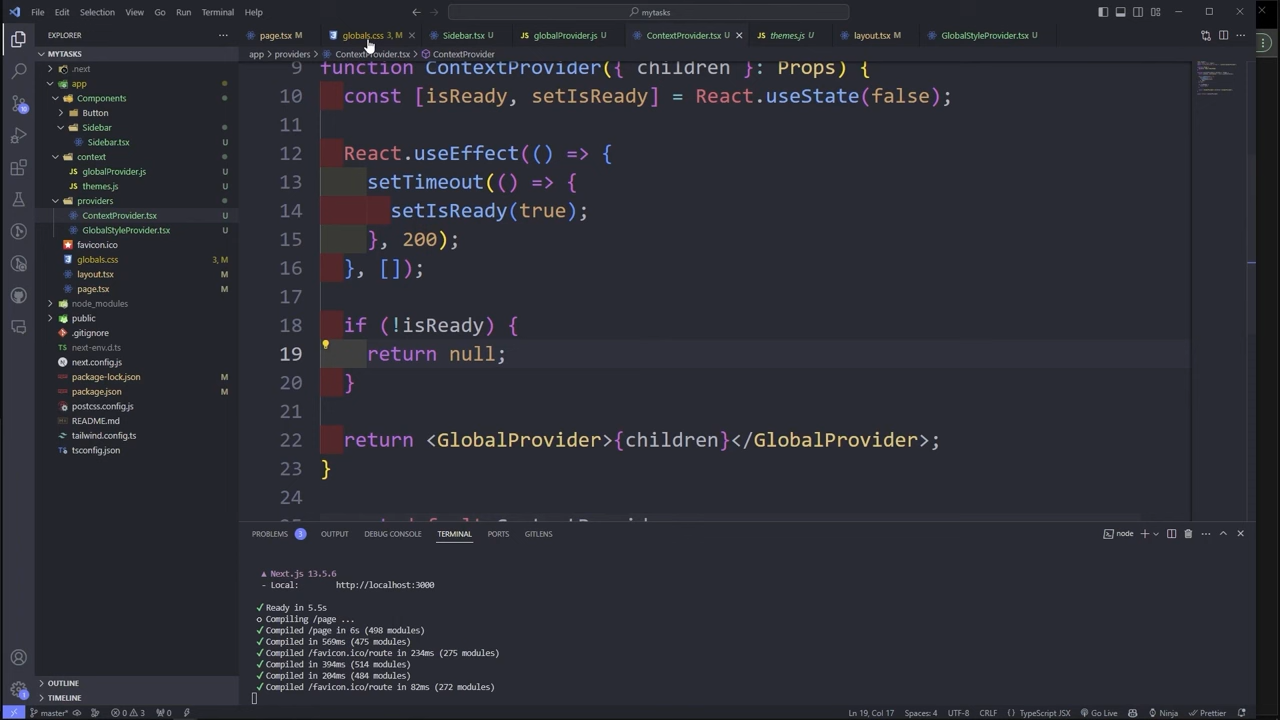 File Edit Selection View Go Run Terminal Help
mytasks
EXPLORER
MYTASKS
.next
app
Components
Button
Sidebar
Sidebar.tsx U
context
globalProvider.js U
themes.js U
providers
ContextProvider.tsx U
GlobalStyleProvider.tsx U
favicon.ico
globals.css 3, M
layout.tsx M
page.tsx M
node_modules
public
.gitignore
next-env.d.ts
next.config.js
package-lock.json M
package.json M
postcss.config.js
README.md
tailwind.config.ts
tsconfig.json
OUTLINE
TIMELINE
page.tsx M globals.css 3, M Sidebar.tsx U globalProvider.js U ContextProvider.tsx U themes.js U layout.tsx M GlobalStyleProvider.tsx U
app > providers > ContextProvider.tsx > ContextProvider
9 function ContextProvider({ children }: Props) {
10 const [isReady, setIsReady] = React.useState(false);
11
12 React.useEffect(() => {
13 setTimeout(() => {
14 setIsReady(true);
15 }, 200);
16 }, []);
17
18 if (!isReady) {
19 return null;
20 }
21
22 return <GlobalProvider>{children}</GlobalProvider>;
23 }
24
PROBLEMS 3 OUTPUT DEBUG CONSOLE TERMINAL PORTS GITLENS
node
▲ Next.js 13.5.6
- Local: http://localhost:3000
✓ Ready in 5.5s
○ Compiling /page ...
✓ Compiled /page in 6s (498 modules)
✓ Compiled in 569ms (475 modules)
✓ Compiled /favicon.ico/route in 234ms (275 modules)
✓ Compiled in 394ms (514 modules)
✓ Compiled in 204ms (484 modules)
✓ Compiled /favicon.ico/route in 82ms (272 modules)
master* 0 3 0 Ln 19, Col 17 Spaces: 4 UTF-8 CRLF { } TypeScript JSX Go Live Ninja Prettier